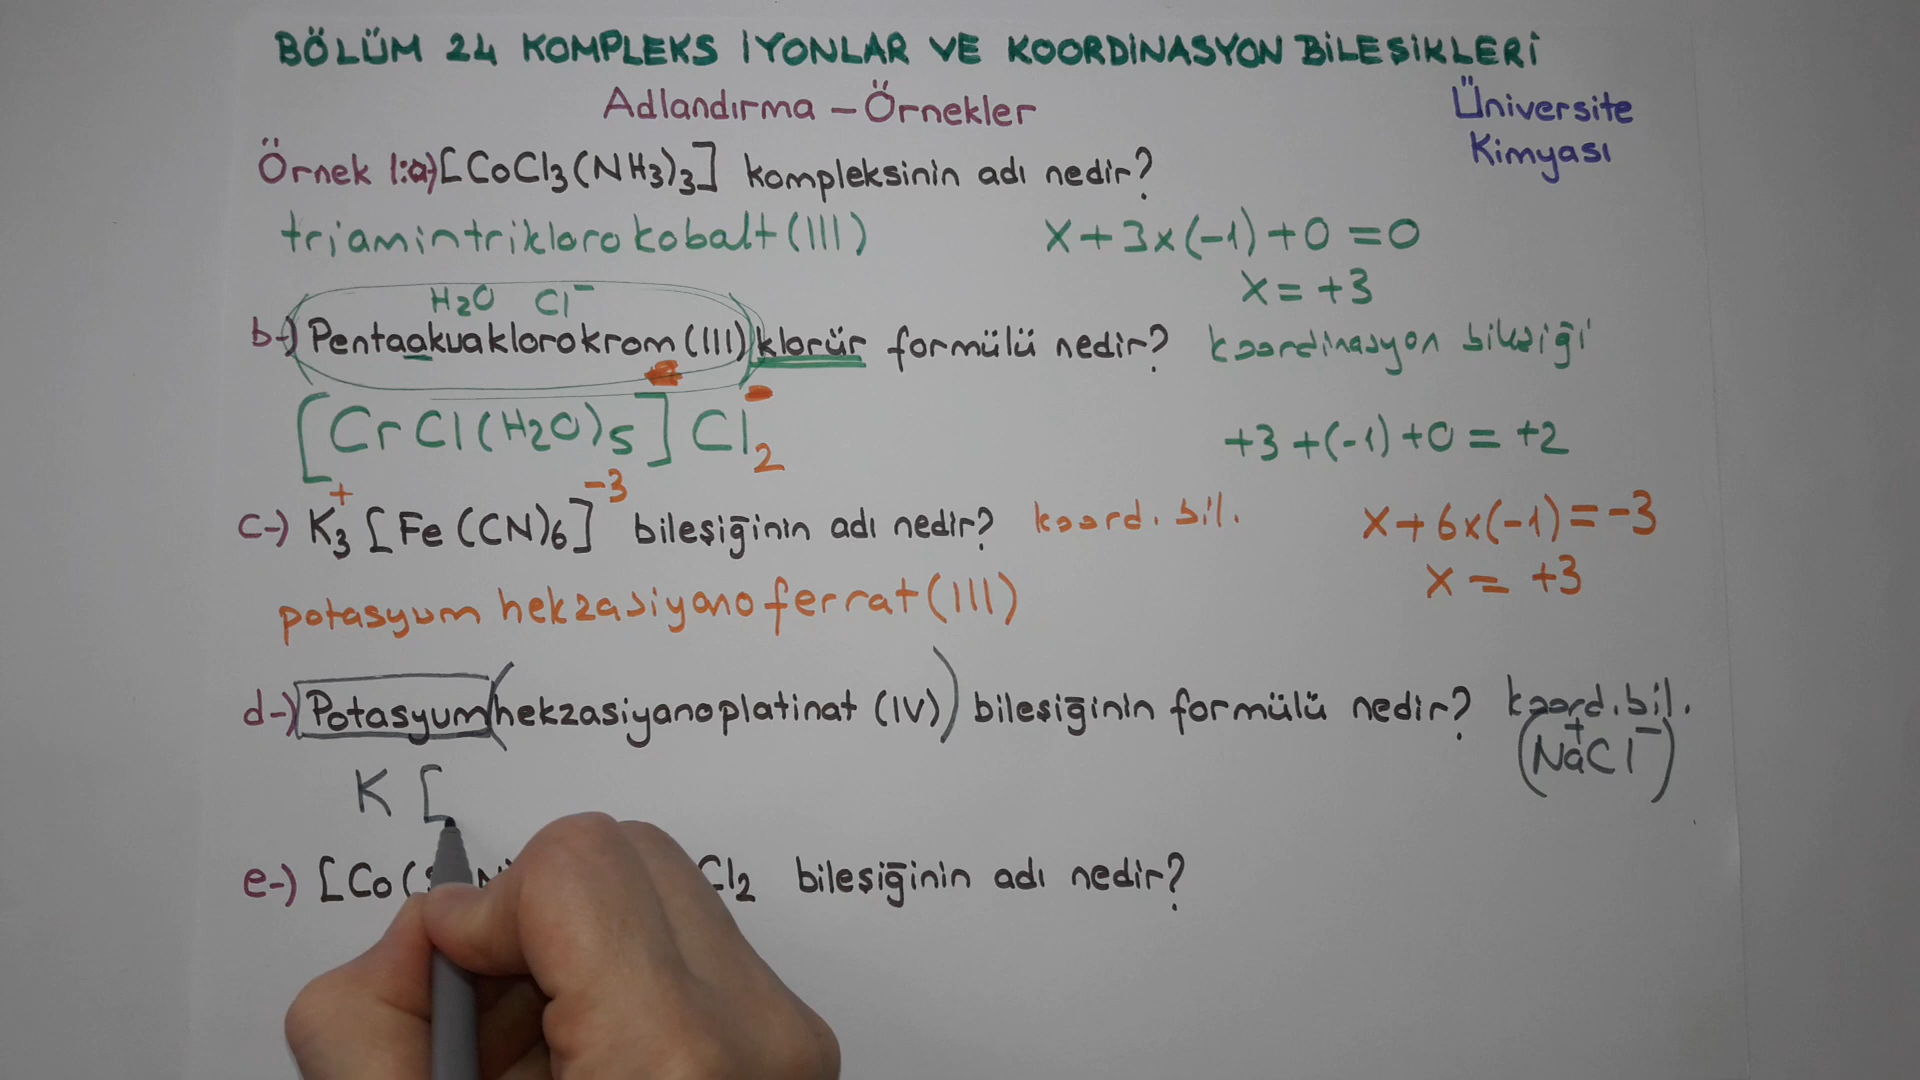 BÖLÜM 24 KOMPLEKS İYONLAR VE KOORDİNASYON BİLEŞİKLERİ
Adlandırma – Örnekler
Üniversite
Kimyası
Örnek 1:a-) [CoCl3(NH3)3] kompleksinin adı nedir?
triamintriklorokobalt(III)
x+3x(-1)+0=0
x=+3
H2O Cl⁻
b-) Pentaakuaklorokrom(III) klorür formülü nedir? koordinasyon bileşiği
[CrCl(H2O)5]Cl2
+3+(-1)+0=+2
+ -3
c-) K3[Fe(CN)6] bileşiğinin adı nedir? koord. bil.
x+6x(-1)=-3
x=+3
potasyum hekzasiyanoferrat(III)
d-) Potasyum(hekzasiyanoplatinat (IV)) bileşiğinin formülü nedir? koord. bil.
(Na⁺Cl⁻)
K [
e-) [Co( Cl2 bileşiğinin adı nedir?